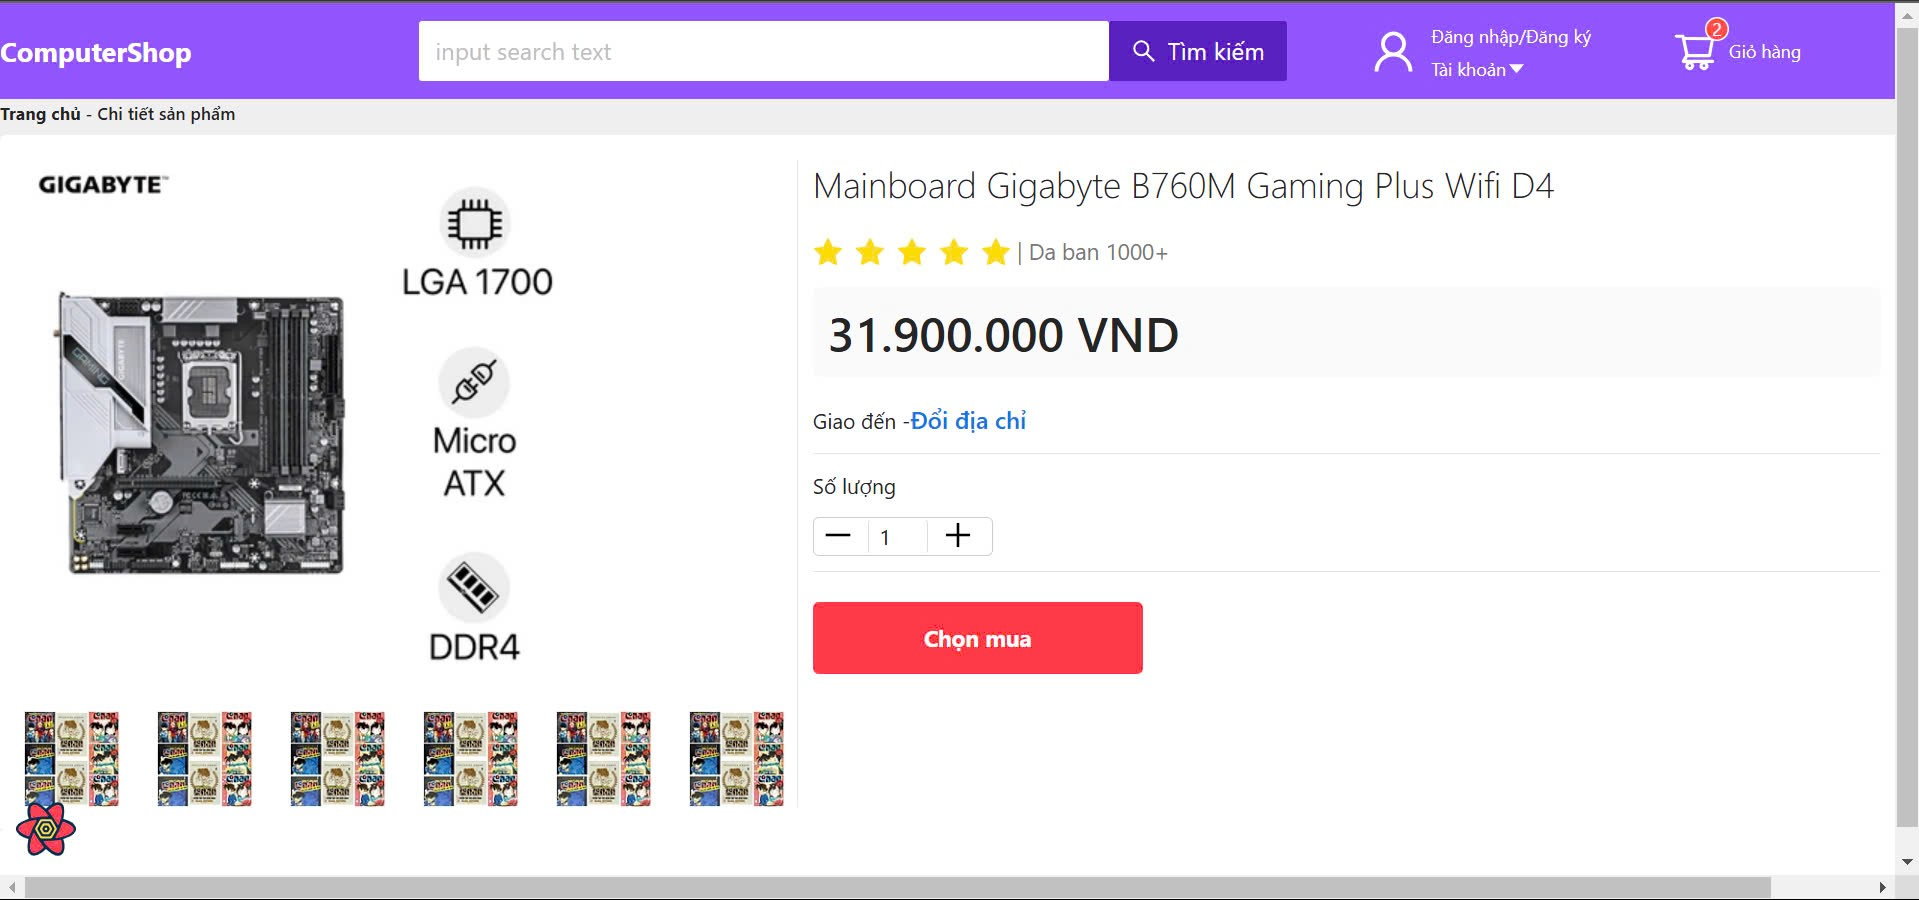 ComputerShop
input search text
Tìm kiếm
Đăng nhập/Đăng ký
Tài khoản
2
Giỏ hàng
Trang chủ - Chi tiết sản phẩm
GIGABYTE™
LGA 1700
Micro
ATX
DDR4
GIGABYTE
GAMING
Mainboard Gigabyte B760M Gaming Plus Wifi D4
| Da ban 1000+
31.900.000 VND
Giao đến -Đổi địa chỉ
Số lượng
1
Chọn mua